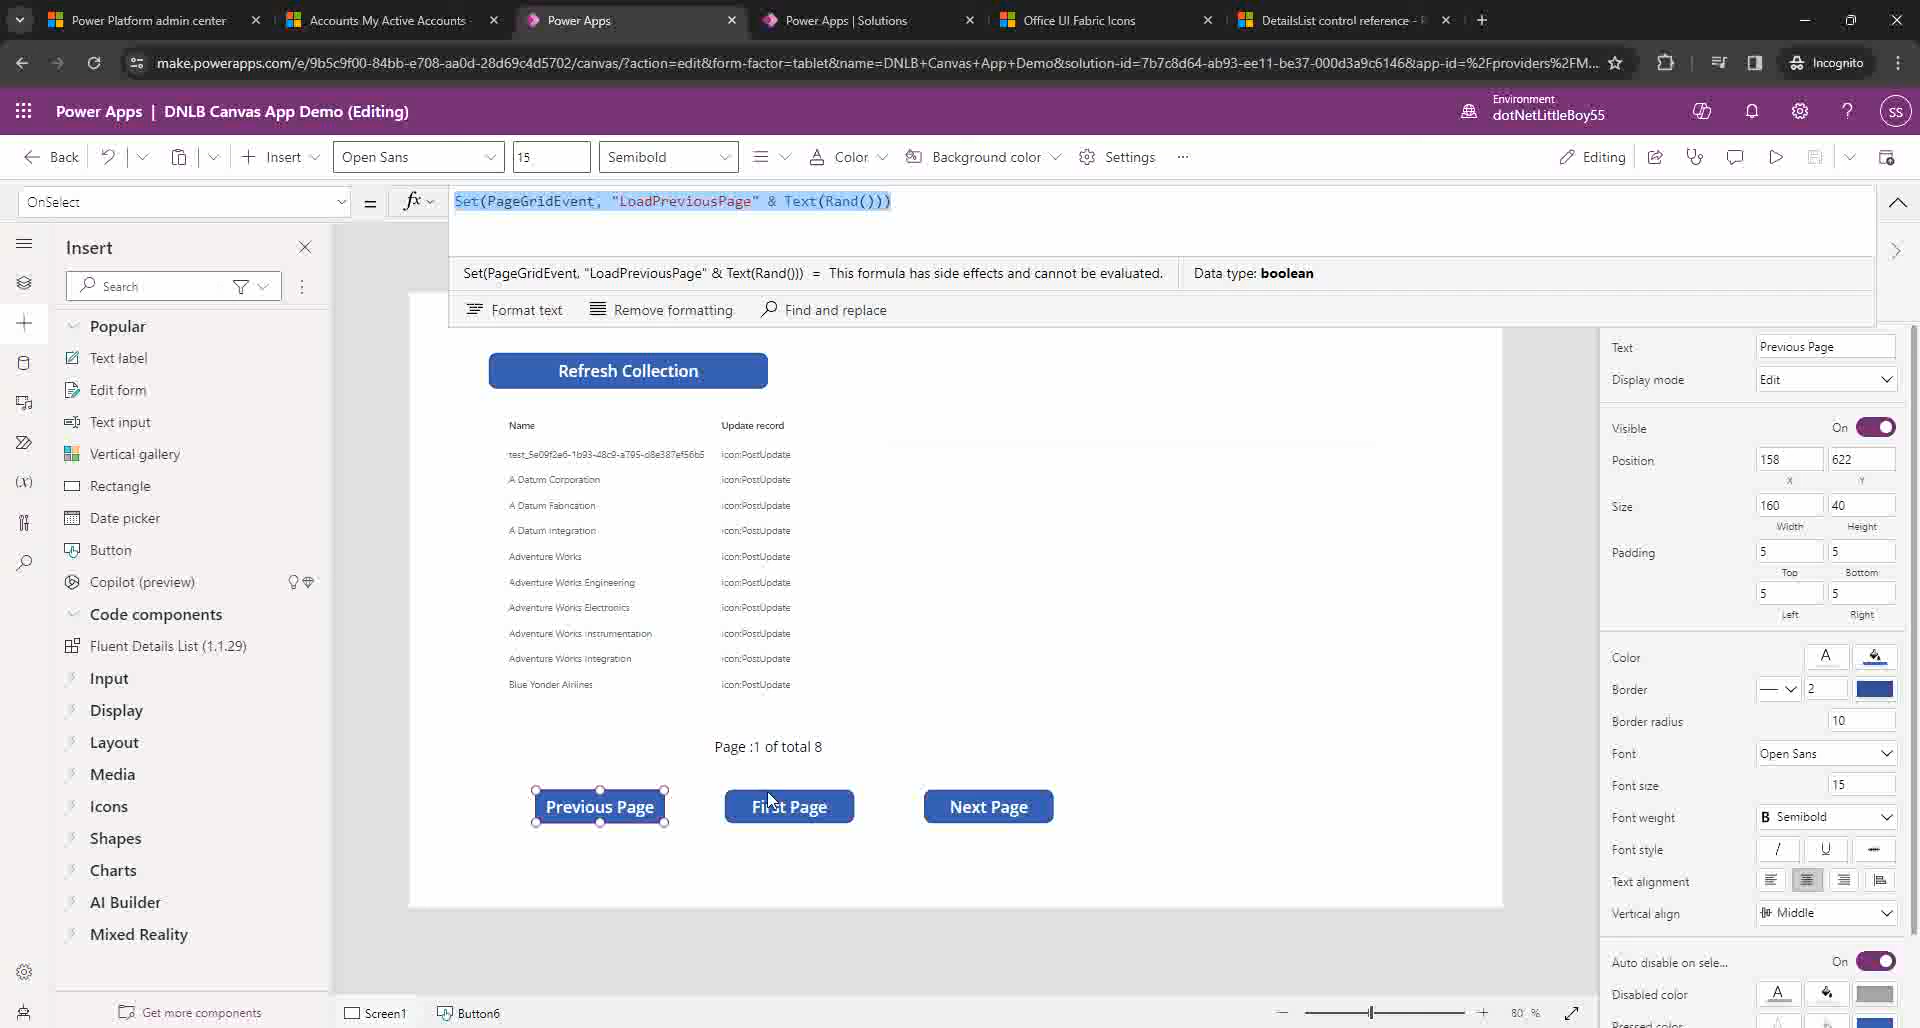 Power Platform admin center
Accounts My Active Accounts -
Power Apps
Power Apps | Solutions
Office UI Fabric Icons
DetailsList control reference -
make.powerapps.com/e/9b5c9f00-84bb-e708-aa0d-28d69c4d5702/canvas/?action=edit&form-factor=tablet&name=DNLB+Canvas+App+Demo&solution-id=7b7c8d64-ab93-ee11-be37-000d3a9c6146&app-id=%2Fproviders%2FM...
Incognito
Power Apps | DNLB Canvas App Demo (Editing)
Environment
dotNetLittleBoy55
SS
Back
Insert
Open Sans
15
Semibold
Color
Background color
Settings
Editing
OnSelect
=
fx
Set(PageGridEvent, "LoadPreviousPage" & Text(Rand()))
Set(PageGridEvent, "LoadPreviousPage" & Text(Rand())) = This formula has side effects and cannot be evaluated.
Data type: boolean
Format text
Remove formatting
Find and replace
Insert
Search
Popular
Text label
Edit form
Text input
Vertical gallery
Rectangle
Date picker
Button
Copilot (preview)
Code components
Fluent Details List (1.1.29)
Input
Display
Layout
Media
Icons
Shapes
Charts
AI Builder
Mixed Reality
Get more components
Refresh Collection
Name Update record
test_5e09f2e6-1b93-48c9-a795-d8e387ef56b5 icon:PostUpdate
A Datum Corporation icon:PostUpdate
A Datum Fabrication icon:PostUpdate
A Datum Integration icon:PostUpdate
Adventure Works icon:PostUpdate
Adventure Works Engineering icon:PostUpdate
Adventure Works Electronics icon:PostUpdate
Adventure Works Instrumentation icon:PostUpdate
Adventure Works Integration icon:PostUpdate
Blue Yonder Airlines icon:PostUpdate
Page :1 of total 8
Previous Page
First Page
Next Page
Screen1
Button6
80 %
Text Previous Page
Display mode Edit
Visible On
Position 158 622
X Y
Size 160 40
Width Height
Padding 5 5
Top Bottom
5 5
Left Right
Color A
Border 2
Border radius 10
Font Open Sans
Font size 15
Font weight B Semibold
Font style / U
Text alignment
Vertical align Middle
Auto disable on sele... On
Disabled color A
Pressed color